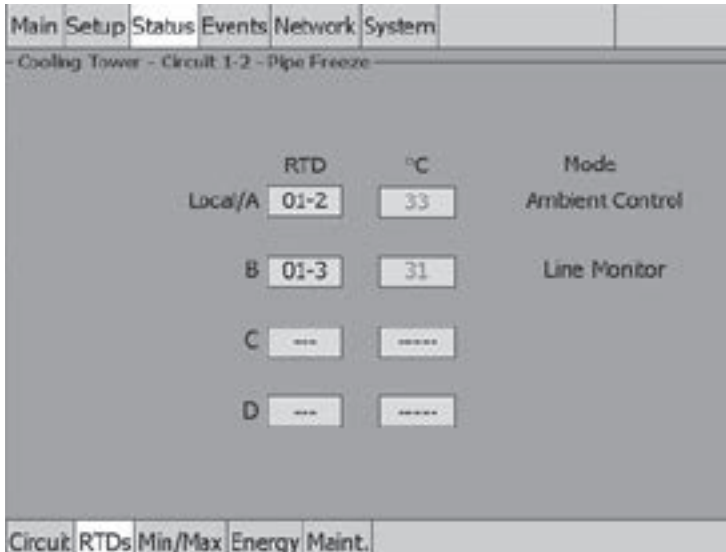 Main Setup Status Events Network System
Cooling Tower - Circuit 1-2 - Pipe Freeze
RTD °C Mode
Local/A 01-2 33 Ambient Control
B 01-3 31 Line Monitor
C --- -----
D --- -----
Circuit RTDs Min/Max Energy Maint.